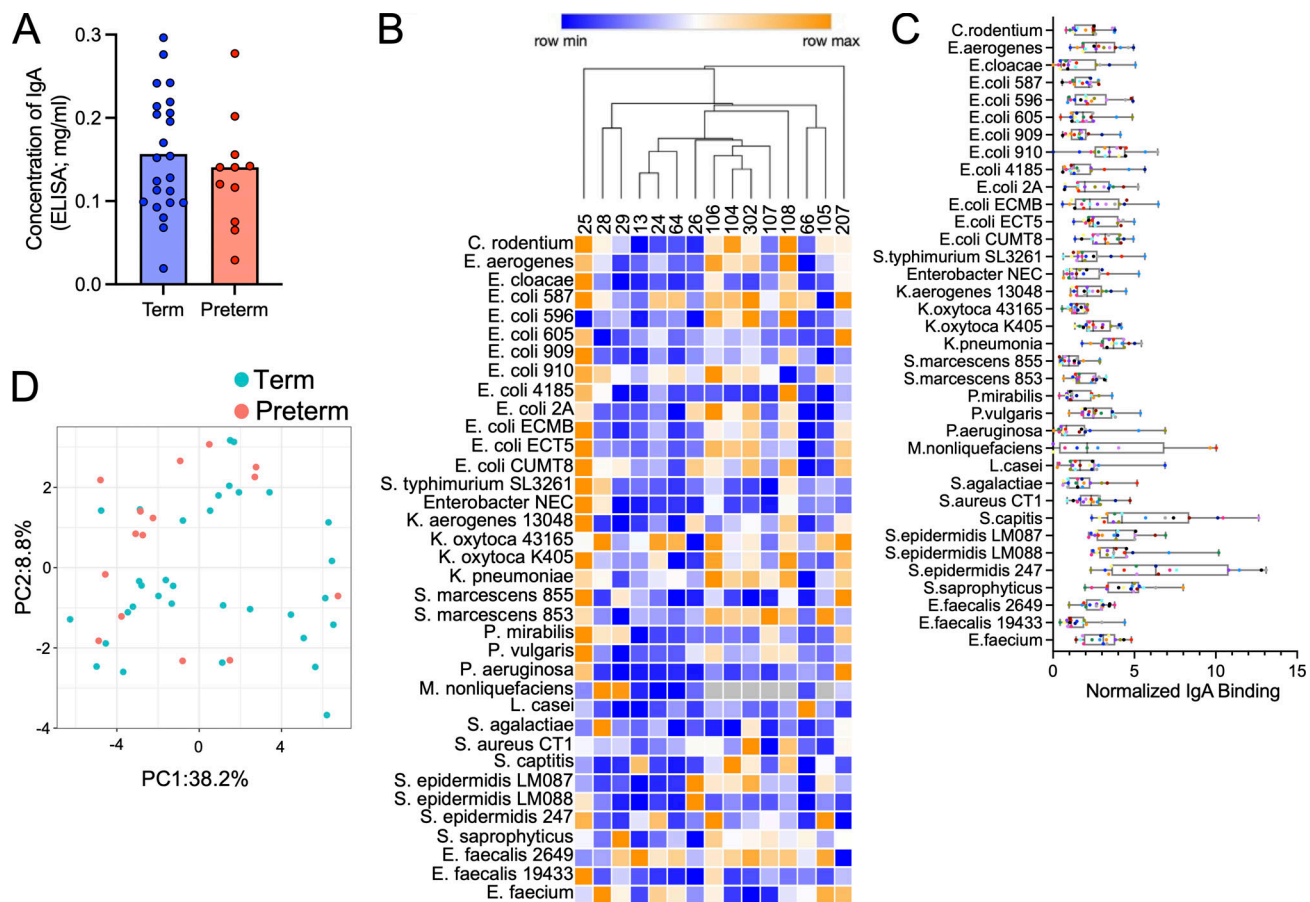 A
Concentration of IgA
(ELISA; mg/ml)
0.3
0.2
0.1
0.0
Term
Preterm
B
row min
row max
25 28 29 13 24 64 26 106 104 302 107 108 66 105 207
C. rodentium
E. aerogenes
E. cloacae
E. coli 587
E. coli 596
E. coli 605
E. coli 909
E. coli 910
E. coli 4185
E. coli 2A
E. coli ECMB
E. coli ECT5
E. coli CUMT8
S. typhimurium SL3261
Enterobacter NEC
K. aerogenes 13048
K. oxytoca 43165
K. oxytoca K405
K. pneumoniae
S. marcescens 855
S. marcescens 853
P. mirabilis
P. vulgaris
P. aeruginosa
M. nonliquefaciens
L. casei
S. agalactiae
S. aureus CT1
S. captitis
S. epidermidis LM087
S. epidermidis LM088
S. epidermidis 247
S. saprophyticus
E. faecalis 2649
E. faecalis 19433
E. faecium
C
C.rodentium
E.aerogenes
E.cloacae
E.coli 587
E.coli 596
E.coli 605
E.coli 909
E.coli 910
E.coli 4185
E.coli 2A
E.coli ECMB
E.coli ECT5
E.coli CUMT8
S.typhimurium SL3261
Enterobacter NEC
K.aerogenes 13048
K.oxytoca 43165
K.oxytoca K405
K.pneumonia
S.marcescens 855
S.marcescens 853
P.mirabilis
P.vulgaris
P.aeruginosa
M.nonliquefaciens
L.casei
S.agalactiae
S.aureus CT1
S.capitis
S.epidermidis LM087
S.epidermidis LM088
S.epidermidis 247
S.saprophyticus
E.faecalis 2649
E.faecalis 19433
E.faecium
0 5 10 15
Normalized IgA Binding
D
Term
Preterm
PC2:8.8%
2
0
-2
-4
-4 0 4
PC1:38.2%